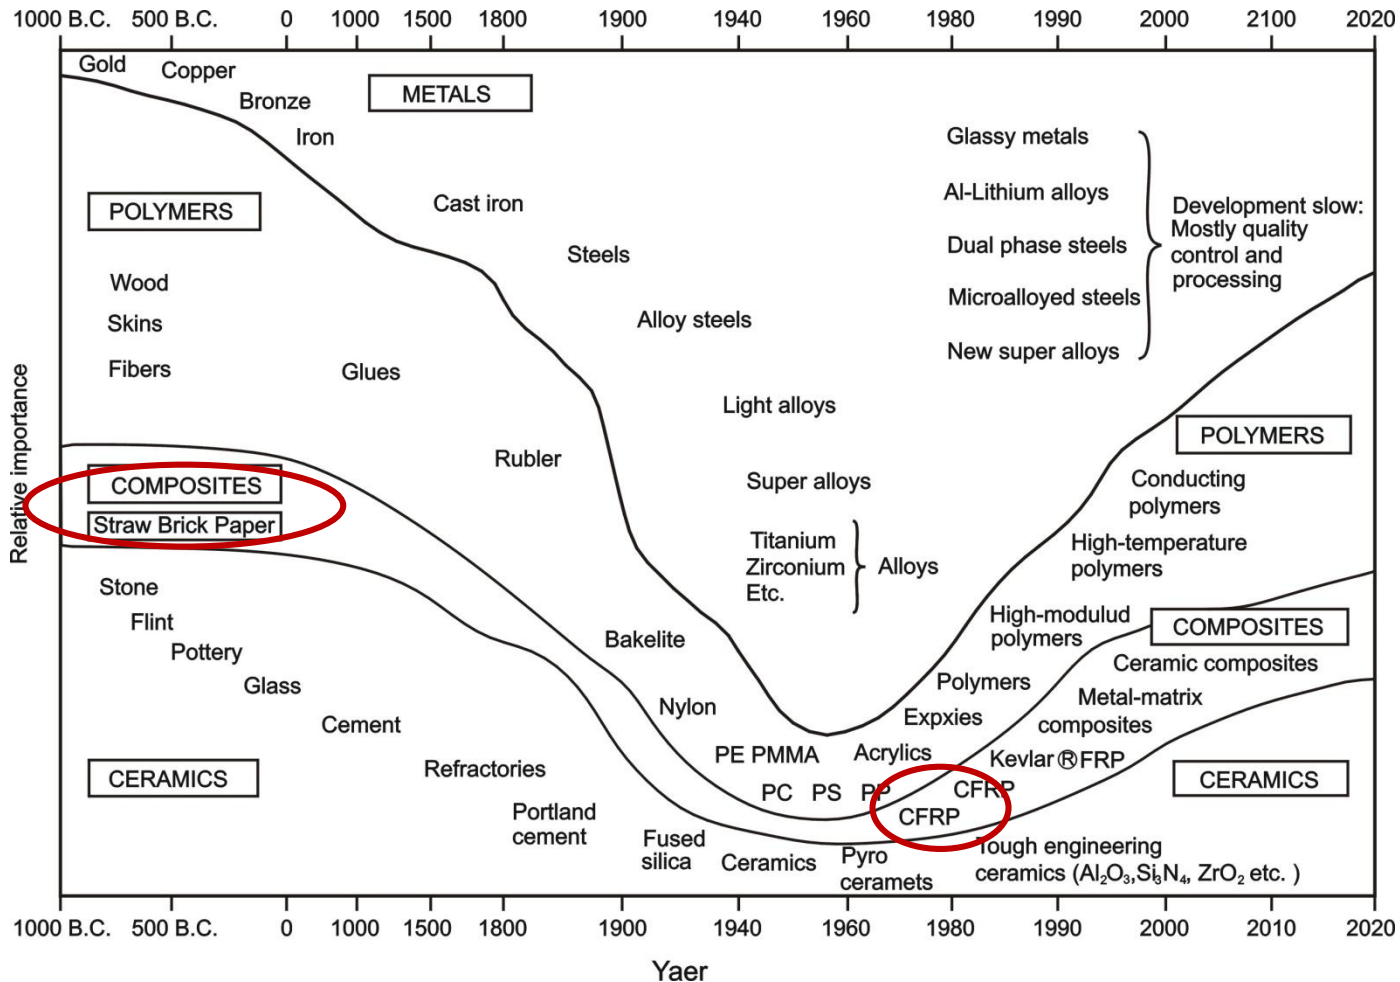 1000 B.C. 500 B.C. 0 1000 1500 1800 1900 1940 1960 1980 1990 2000 2100 2020
Gold
Copper
Bronze
Iron
METALS
Cast iron
Steels
Alloy steels
Light alloys
Super alloys
Titanium
Zirconium
Etc.
Alloys
Glassy metals
Al-Lithium alloys
Dual phase steels
Microalloyed steels
New super alloys
Development slow:
Mostly quality
control and
processing
POLYMERS
Wood
Skins
Fibers
Glues
Rubler
Bakelite
Nylon
PE PMMA
PC PS PP
Acrylics
Expxies
Polymers
High-modulud
polymers
High-temperature
polymers
Conducting
polymers
POLYMERS
Relative importance
COMPOSITES
Straw Brick Paper
CFRP
CFRP
Kevlar ® FRP
Metal-matrix
composites
Ceramic composites
COMPOSITES
Stone
Flint
Pottery
Glass
Cement
CERAMICS
Refractories
Portland
cement
Fused
silica
Ceramics
Pyro
ceramets
Tough engineering
ceramics (Al₂O₃,Si₃N₄, ZrO₂ etc. )
CERAMICS
1000 B.C. 500 B.C. 0 1000 1500 1800 1900 1940 1960 1980 1990 2000 2010 2020
Yaer